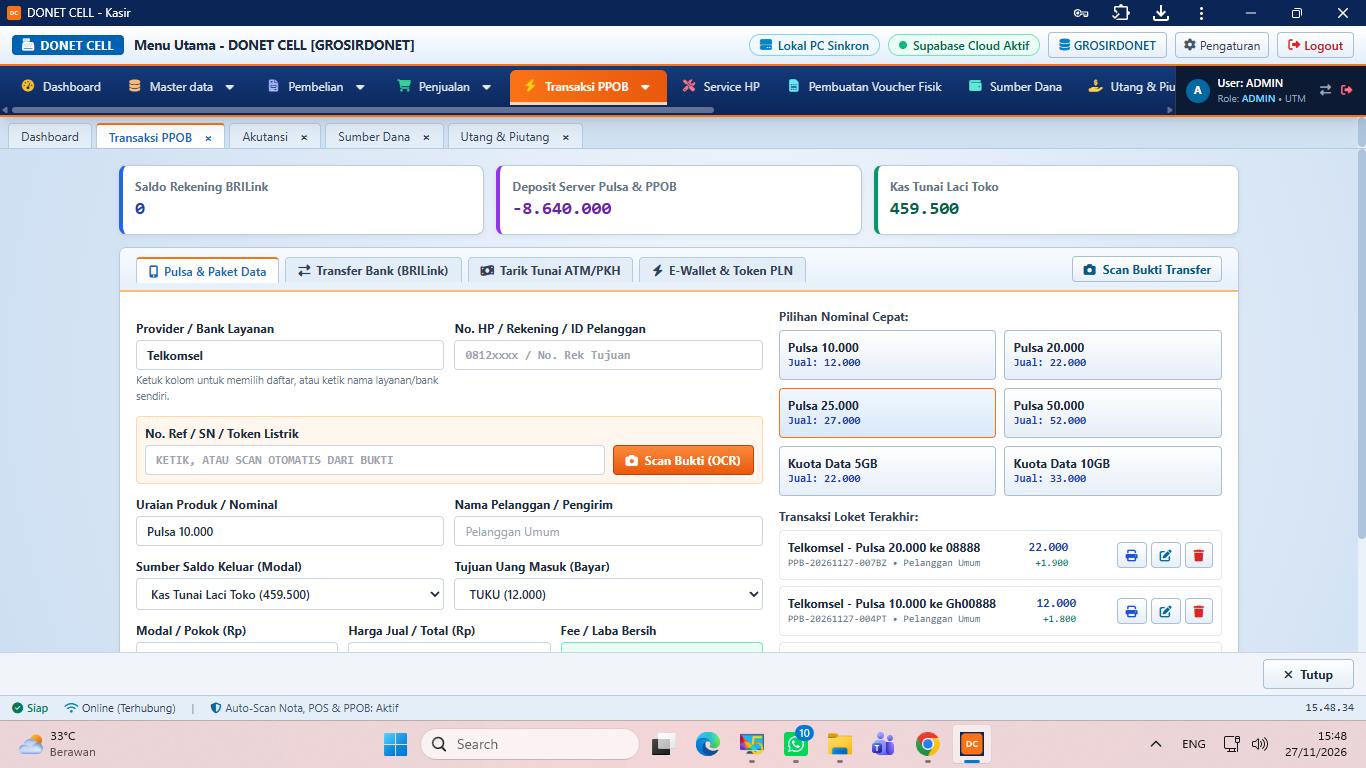 DONET CELL - Kasir
DONET CELL
Menu Utama - DONET CELL [GROSIRDONET]
Lokal PC Sinkron
Supabase Cloud Aktif
GROSIRDONET
Pengaturan
Logout
Dashboard
Master data
Pembelian
Penjualan
Transaksi PPOB
Service HP
Pembuatan Voucher Fisik
Sumber Dana
Utang & Piu
A
User: ADMIN
Role: ADMIN • UTM
Dashboard
Transaksi PPOB ×
Akutansi ×
Sumber Dana ×
Utang & Piutang ×
Saldo Rekening BRILink
0
Deposit Server Pulsa & PPOB
-8.640.000
Kas Tunai Laci Toko
459.500
Pulsa & Paket Data
Transfer Bank (BRILink)
Tarik Tunai ATM/PKH
E-Wallet & Token PLN
Scan Bukti Transfer
Provider / Bank Layanan
Telkomsel
Ketuk kolom untuk memilih daftar, atau ketik nama layanan/bank
sendiri.
No. HP / Rekening / ID Pelanggan
0812xxxx / No. Rek Tujuan
No. Ref / SN / Token Listrik
KETIK, ATAU SCAN OTOMATIS DARI BUKTI
Scan Bukti (OCR)
Uraian Produk / Nominal
Pulsa 10.000
Nama Pelanggan / Pengirim
Pelanggan Umum
Sumber Saldo Keluar (Modal)
Kas Tunai Laci Toko (459.500)
Tujuan Uang Masuk (Bayar)
TUKU (12.000)
Modal / Pokok (Rp)
Harga Jual / Total (Rp)
Fee / Laba Bersih
Pilihan Nominal Cepat:
Pulsa 10.000
Jual: 12.000
Pulsa 20.000
Jual: 22.000
Pulsa 25.000
Jual: 27.000
Pulsa 50.000
Jual: 52.000
Kuota Data 5GB
Jual: 22.000
Kuota Data 10GB
Jual: 33.000
Transaksi Loket Terakhir:
Telkomsel - Pulsa 20.000 ke 08888
22.000
PPB-20261127-007BZ • Pelanggan Umum
+1.900
Telkomsel - Pulsa 10.000 ke Gh00888
12.000
PPB-20261127-004PT • Pelanggan Umum
+1.800
× Tutup
Siap
Online (Terhubung)
|
Auto-Scan Nota, POS & PPOB: Aktif
15.48.34
33°C
Berawan
Search
10
DC
ENG
15:48
27/11/2026